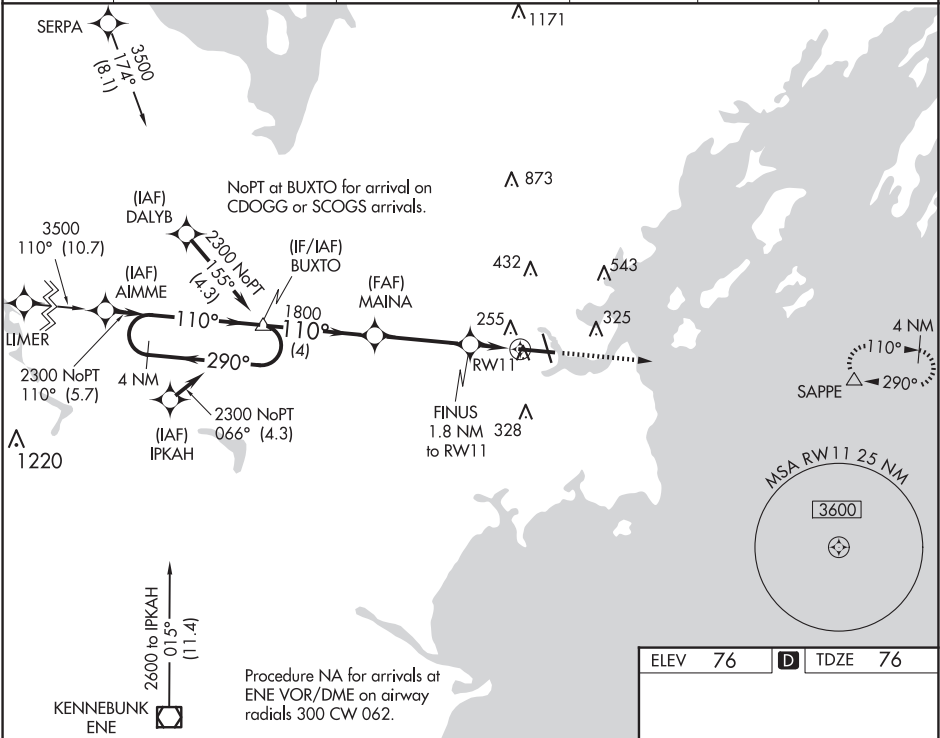 1171
SERPA
3500
174°
(8.1)
873
NoPT at BUXTO for arrival on
CDOGG or SCOGS arrivals.
(IAF)
DALYB
2300 NoPT
155°
(4.3)
3500
110° (10.7)
(IAF)
AIMME
(IF/IAF)
BUXTO
(FAF)
MAINA
432
543
LIMER
110°
1800
110°
(4)
255
325
RW11
290°
4 NM
2300 NoPT
110° (5.7)
2300 NoPT
066° (4.3)
(IAF)
IPKAH
FINUS
1.8 NM
to RW11
328
4 NM
110°
290°
SAPPE
1220
MSA RW11 25 NM
3600
2600 to IPKAH
015°
(11.4)
KENNEBUNK
ENE
Procedure NA for arrivals at
ENE VOR/DME on airway
radials 300 CW 062.
ELEV 76 D TDZE 76